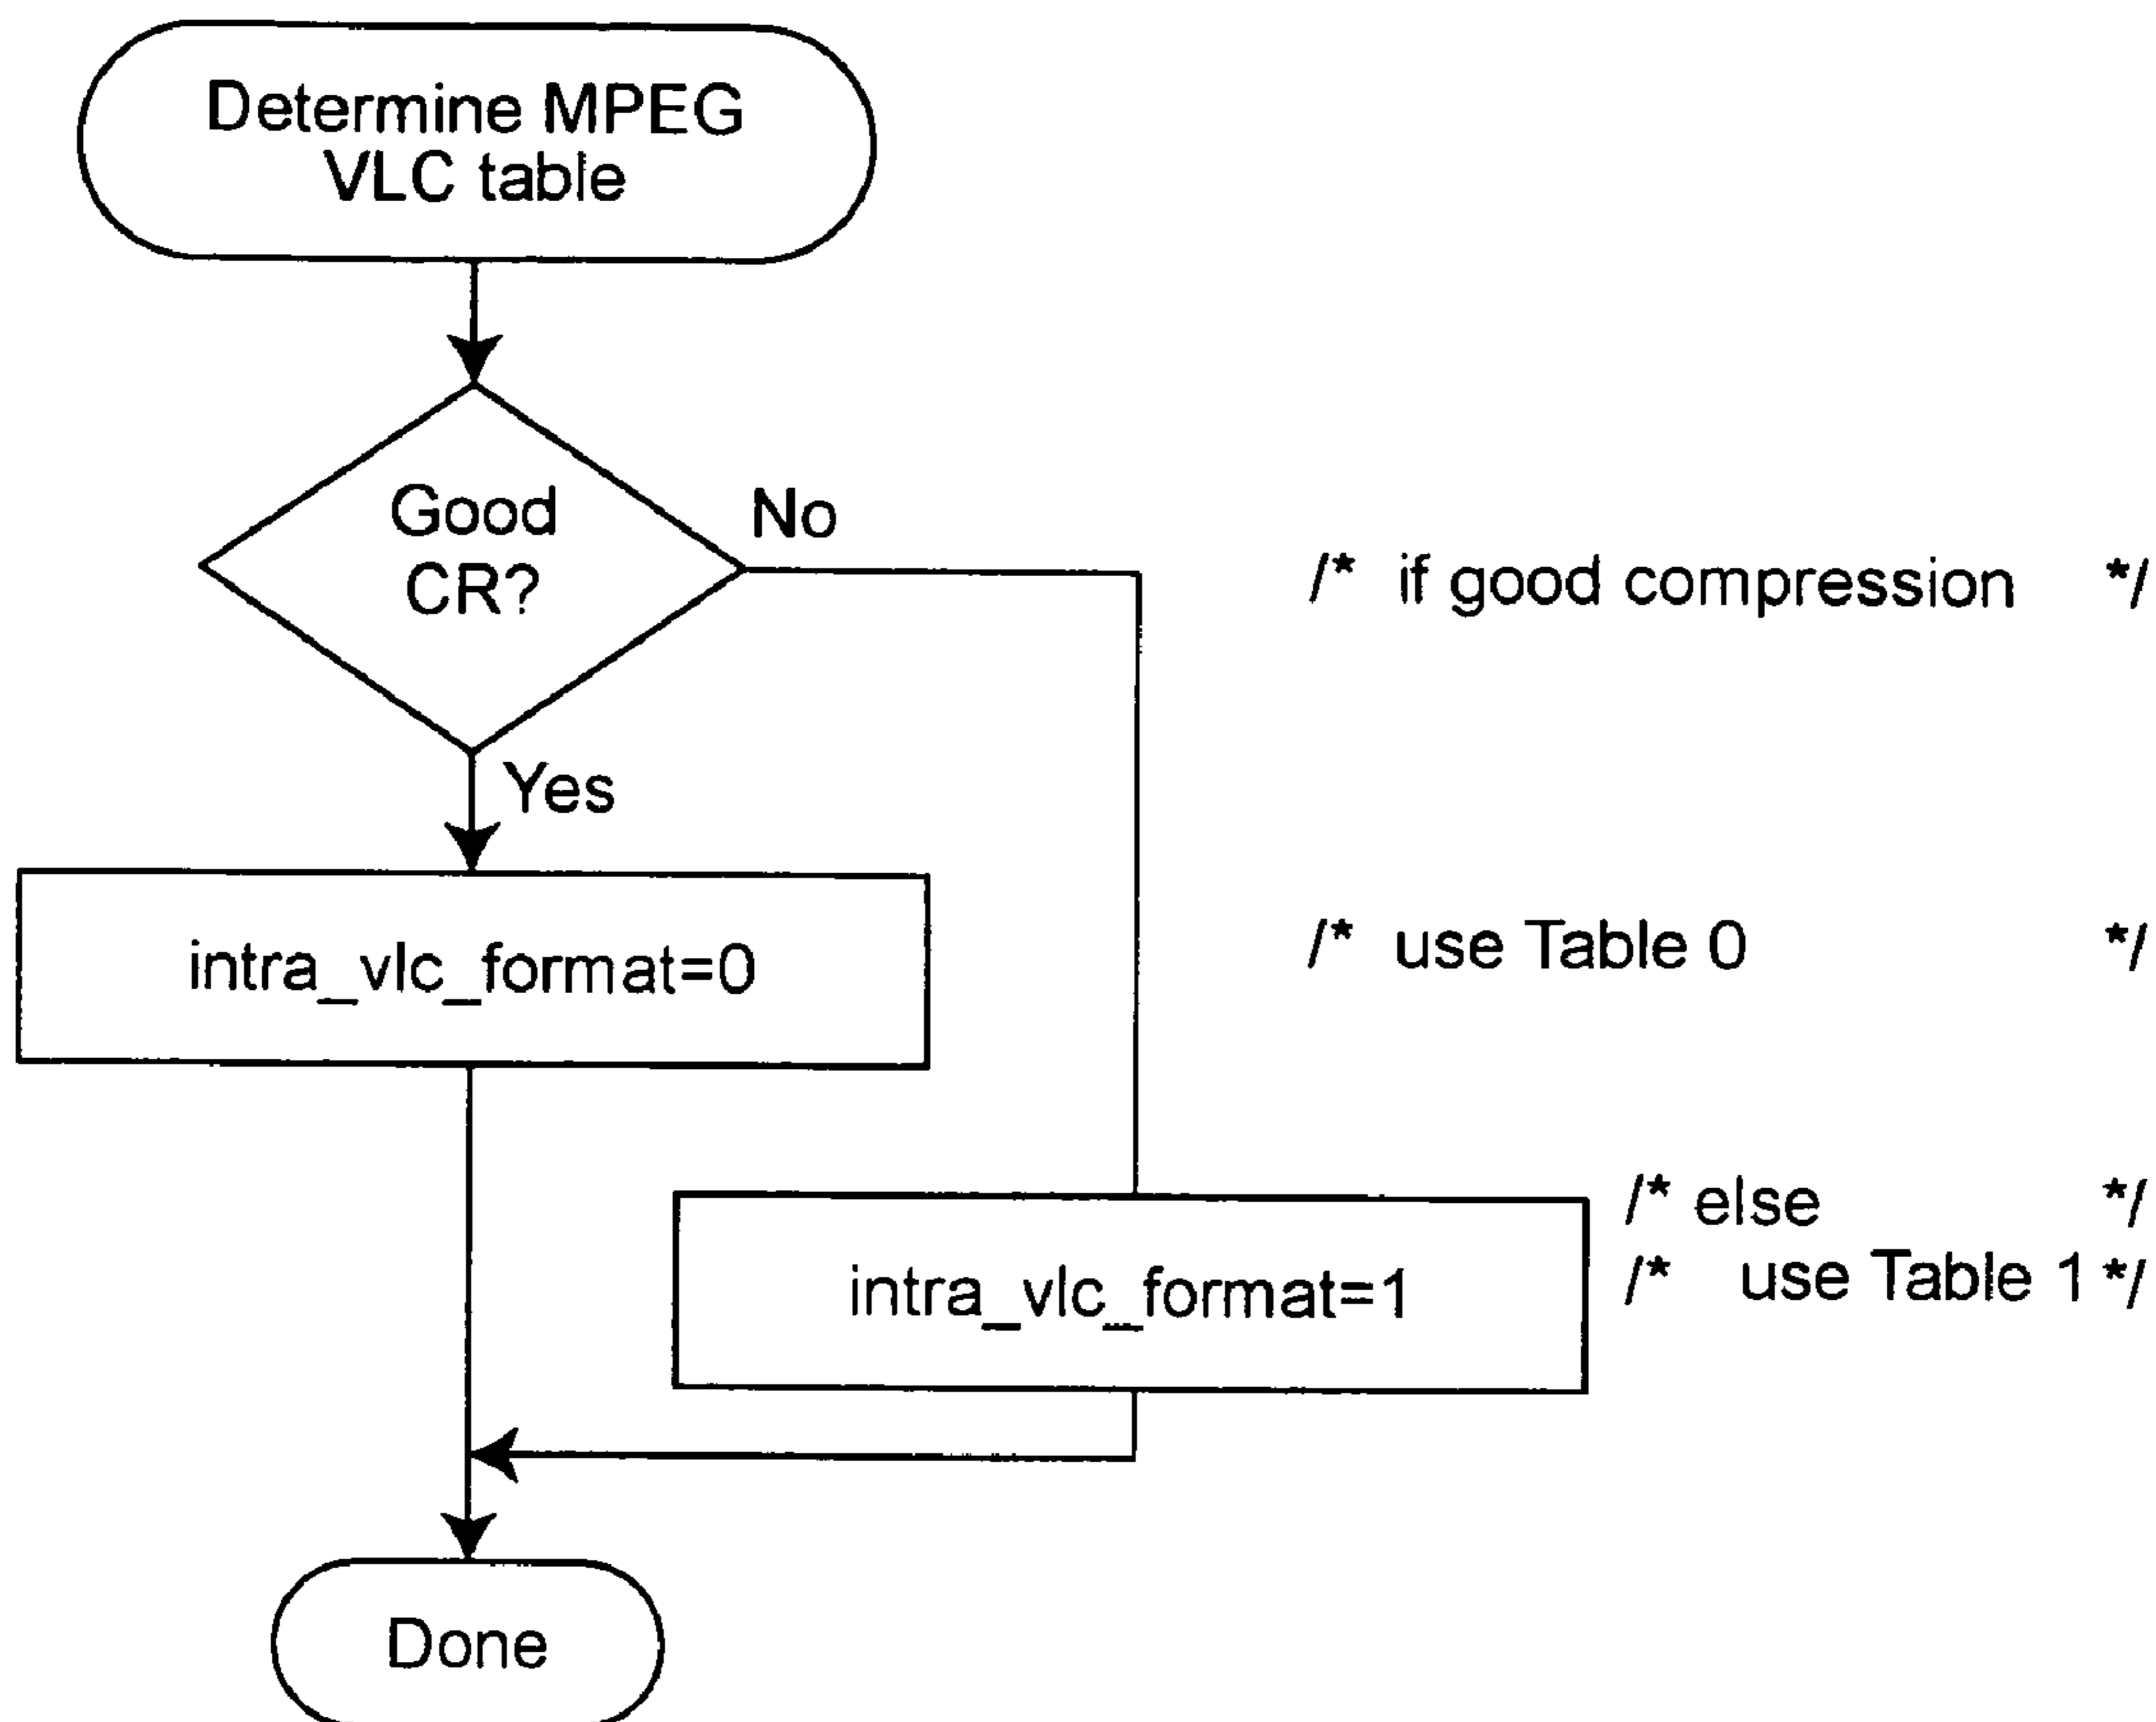 Determine MPEG
VLC table
Good
CR?
No
/* if good compression */
Yes
intra_vlc_format=0
/* use Table 0 */
/* else */
intra_vlc_format=1
/* use Table 1 */
Done